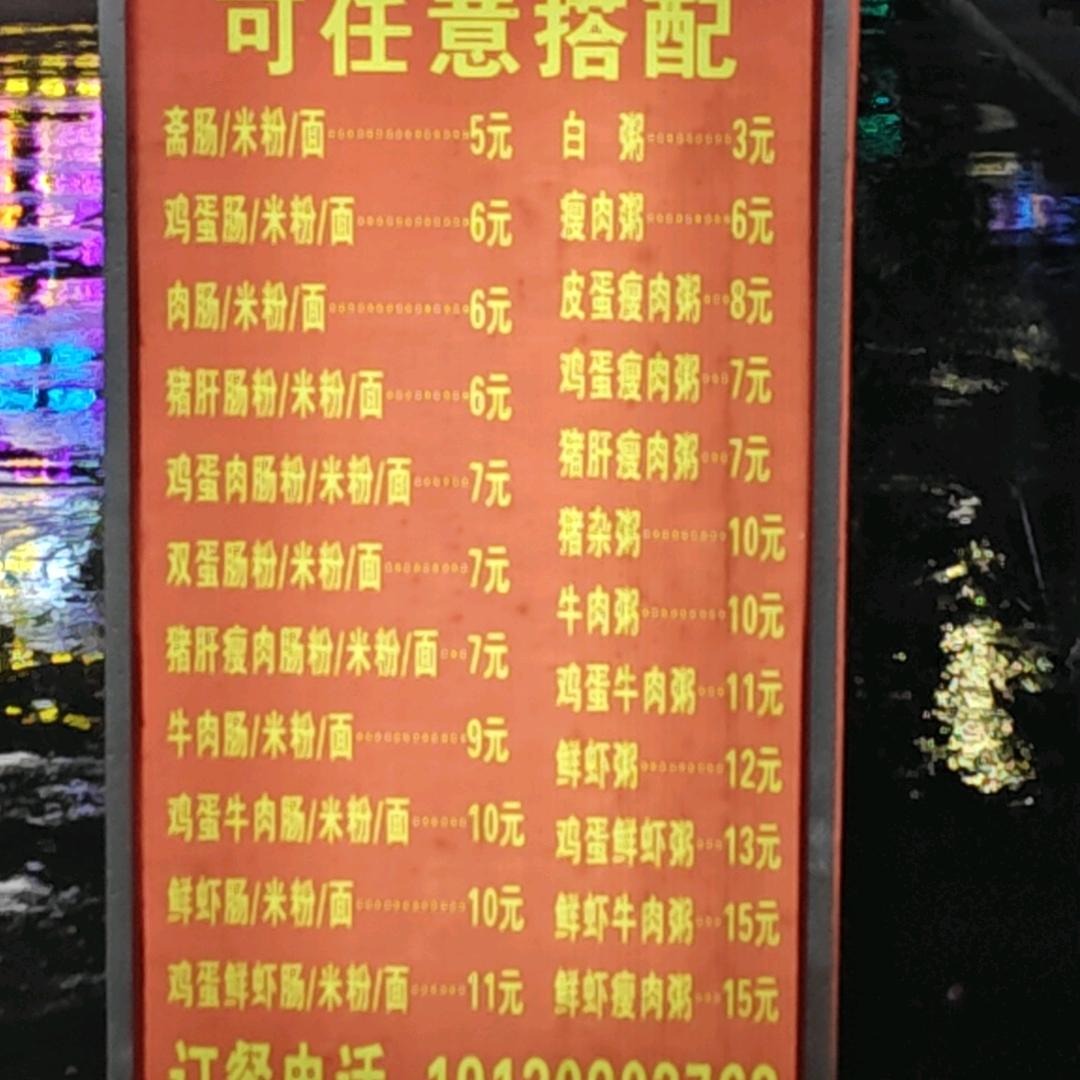 可任意搭配
斋肠/米粉/面 5元
鸡蛋肠/米粉/面 6元
肉肠/米粉/面 6元
猪肝肠粉/米粉/面 6元
鸡蛋肉肠粉/米粉/面 7元
双蛋肠粉/米粉/面 7元
猪肝瘦肉肠粉/米粉/面 7元
牛肉肠/米粉/面 9元
鸡蛋牛肉肠/米粉/面 10元
鲜虾肠/米粉/面 10元
鸡蛋鲜虾肠/米粉/面 11元
白 粥 3元
瘦肉粥 6元
皮蛋瘦肉粥 8元
鸡蛋瘦肉粥 7元
猪肝瘦肉粥 7元
猪杂粥 10元
牛肉粥 10元
鸡蛋牛肉粥 11元
鲜虾粥 12元
鸡蛋鲜虾粥 13元
鲜虾牛肉粥 15元
鲜虾瘦肉粥 15元
订餐电话